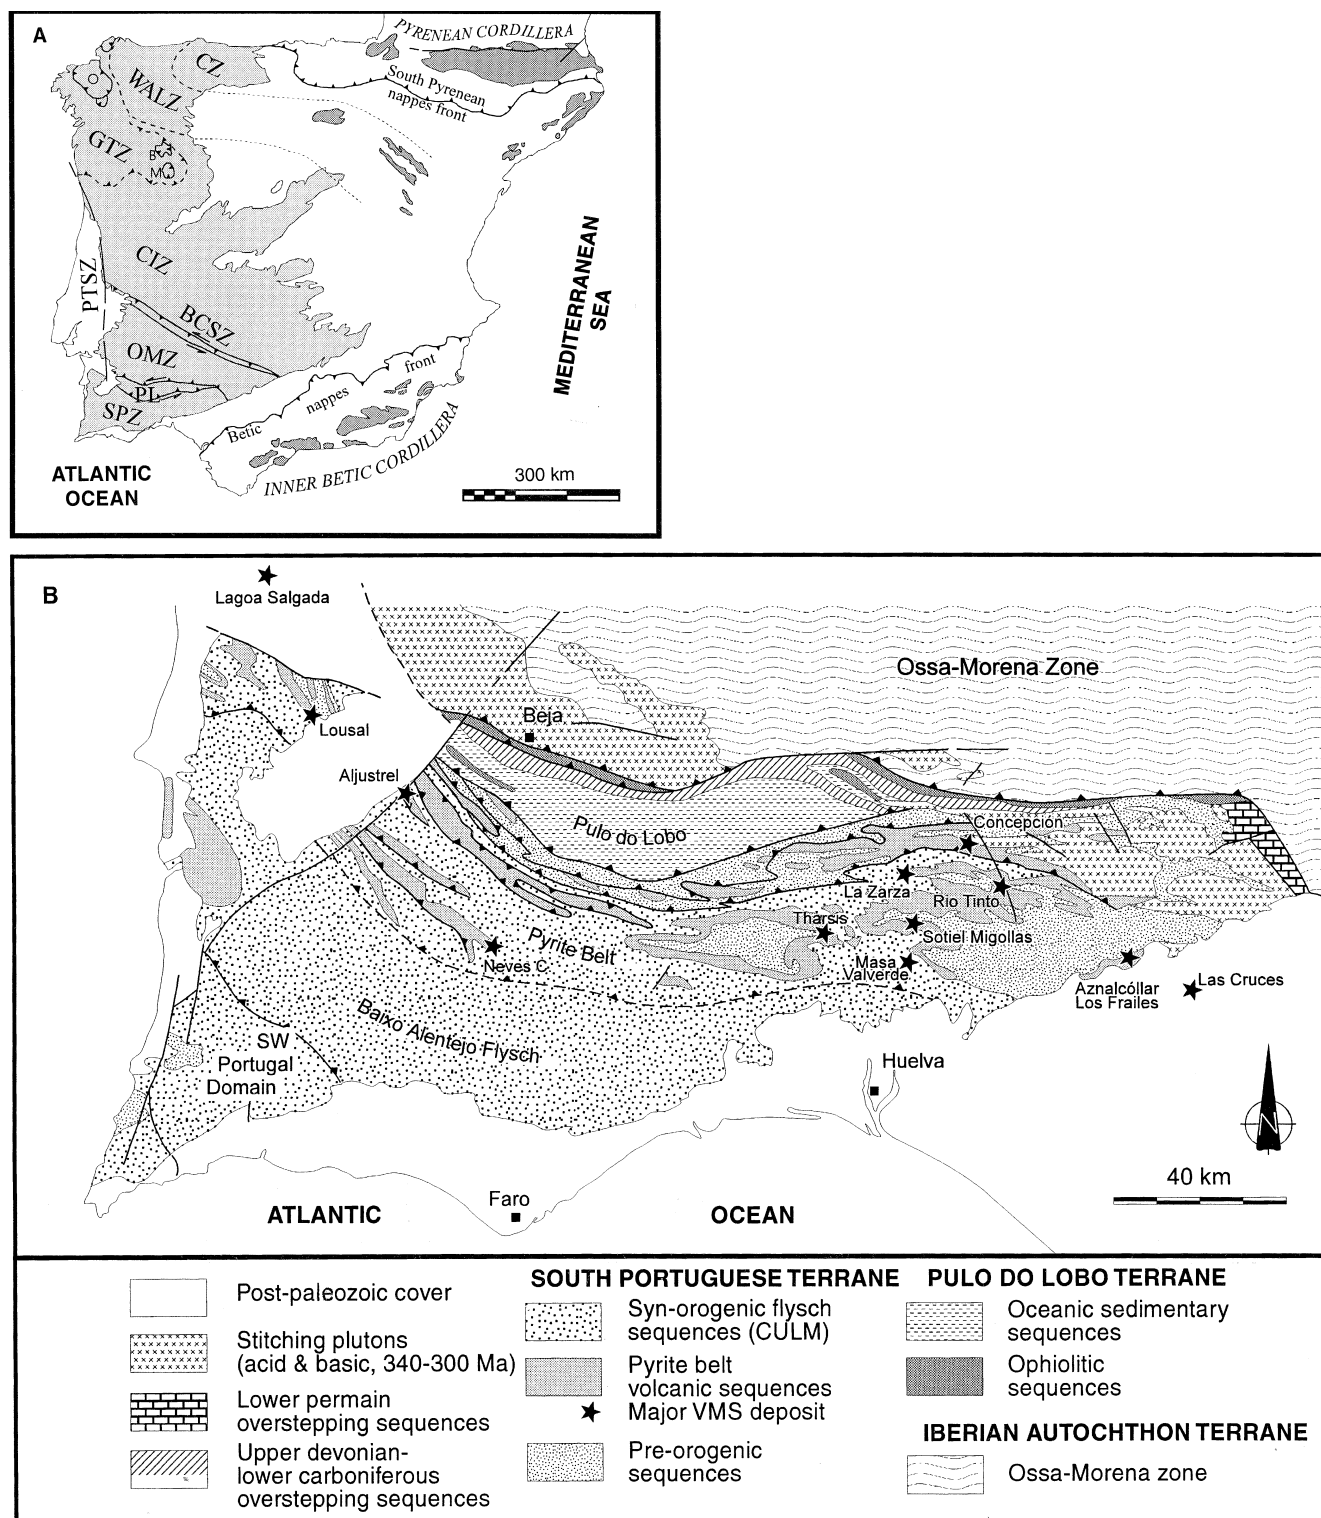 A
PYRENEAN CORDILLERA
CZ
WALZ
South Pyrenean
nappes front
GTZ
B
M
CIZ
PTSZ
BCSZ
OMZ
PL
SPZ
MEDITERRANEAN
SEA
Betic nappes front
INNER BETIC CORDILLERA
ATLANTIC
OCEAN
300 km
B
Lagoa Salgada
Ossa-Morena Zone
Lousal
Beja
Aljustrel
Pulo do Lobo
Concepción
La Zarza
Rio Tinto
Tharsis
Sotiel Migollas
Pyrite Belt
Neves C.
Masa
Valverde
Aznalcóllar
Los Frailes
Las Cruces
Baixo Alentejo Flysch
SW
Portugal
Domain
Huelva
N
40 km
Faro
ATLANTIC OCEAN
Post-paleozoic cover
Stitching plutons
(acid & basic, 340-300 Ma)
Lower permain
overstepping sequences
Upper devonian-
lower carboniferous
overstepping sequences
SOUTH PORTUGUESE TERRANE
Syn-orogenic flysch
sequences (CULM)
Pyrite belt
volcanic sequences
Major VMS deposit
Pre-orogenic
sequences
PULO DO LOBO TERRANE
Oceanic sedimentary
sequences
Ophiolitic
sequences
IBERIAN AUTOCHTHON TERRANE
Ossa-Morena zone